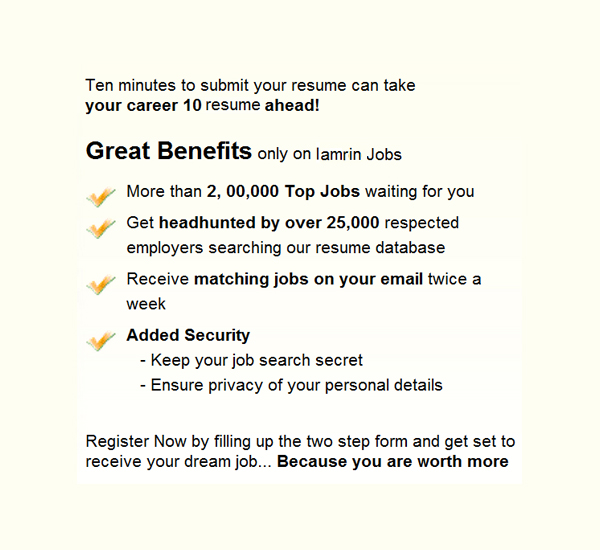 Ten minutes to submit your resume can take
your career 10 resume ahead!
Great Benefits only on Iamrin Jobs
More than 2, 00,000 Top Jobs waiting for you
Get headhunted by over 25,000 respected
employers searching our resume database
Receive matching jobs on your email twice a
week
Added Security
- Keep your job search secret
- Ensure privacy of your personal details
Register Now by filling up the two step form and get set to
receive your dream job... Because you are worth more